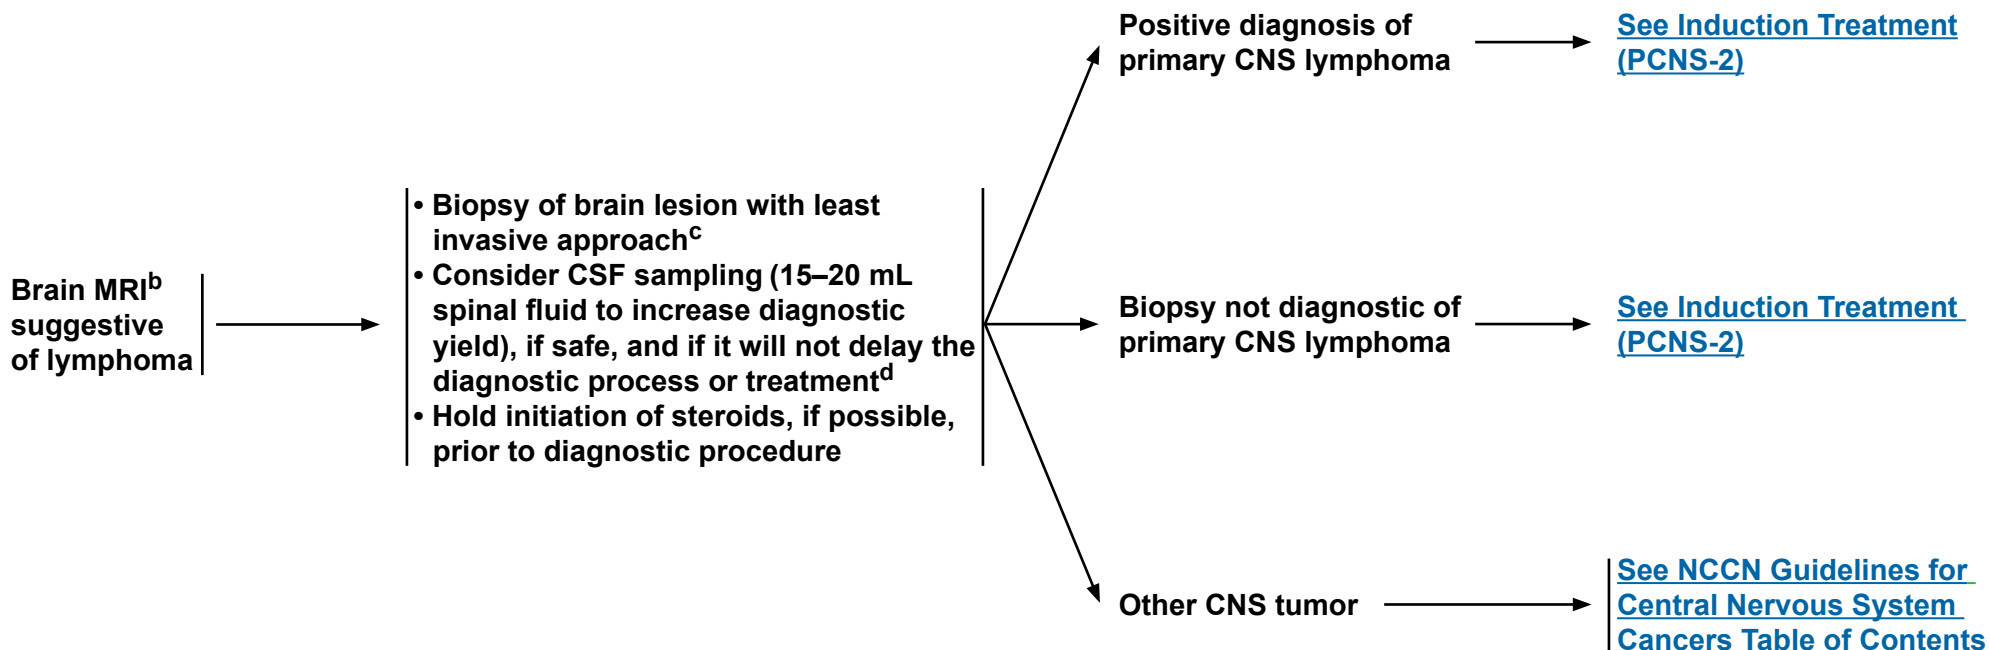 Brain MRIb
suggestive
of lymphoma
• Biopsy of brain lesion with least
invasive approachc
• Consider CSF sampling (15–20 mL
spinal fluid to increase diagnostic
yield), if safe, and if it will not delay the
diagnostic process or treatmentd
• Hold initiation of steroids, if possible,
prior to diagnostic procedure
Positive diagnosis of
primary CNS lymphoma
See Induction Treatment
(PCNS-2)
Biopsy not diagnostic of
primary CNS lymphoma
See Induction Treatment
(PCNS-2)
Other CNS tumor
See NCCN Guidelines for
Central Nervous System
Cancers Table of Contents